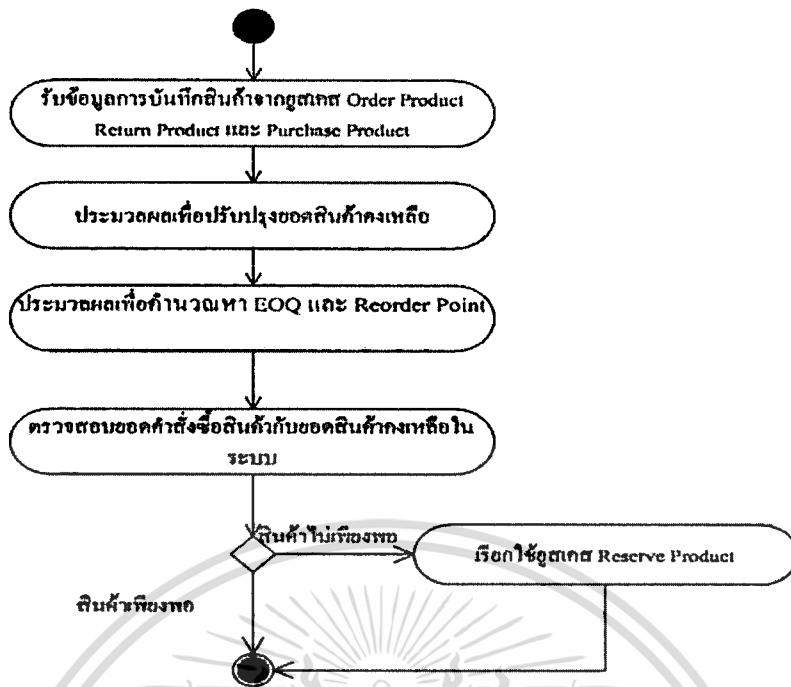 รับข้อมูลการบันทึกสินค้าจากยูสเคส Order Product
Return Product และ Purchase Product
ประมวลผลเพื่อปรับปรุงยอดสินค้าคงเหลือ
ประมวลผลเพื่อคำนวณหา EOQ และ Reorder Point
ตรวจสอบยอดคำสั่งซื้อสินค้ากับยอดสินค้าคงเหลือใน
ระบบ
สินค้าไม่เพียงพอ
เรียกใช้ยูสเคส Reserve Product
สินค้าเพียงพอ